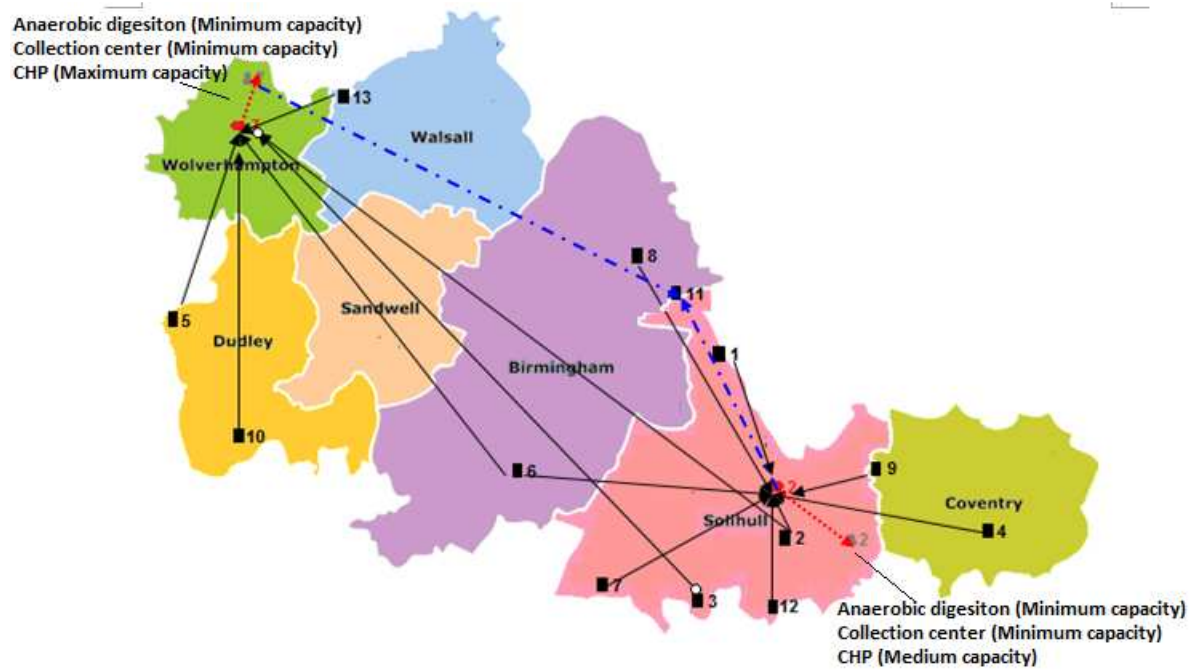 Anaerobic digesiton (Minimum capacity)
Collection center (Minimum capacity)
CHP (Maximum capacity)
13
Walsall
Wolverhampton
8
11
Sandwell
5
Dudley
1
Birmingham
10
6
9
2
Coventry
Solihull
4
2
2
7
3
12
Anaerobic digesiton (Minimum capacity)
Collection center (Minimum capacity)
CHP (Medium capacity)